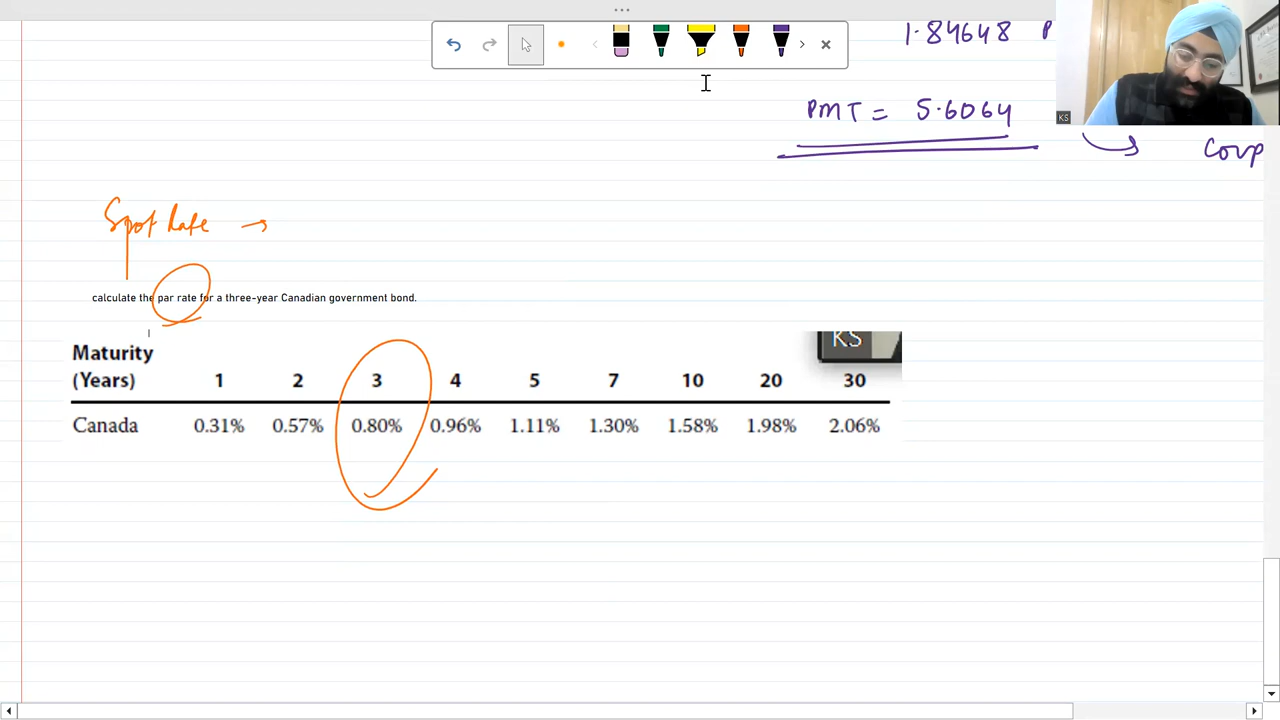 1.84648 P
PMT = 5.6064
KS
Coup
Spot Rate →
calculate the par rate for a three-year Canadian government bond.
KS
Maturity
(Years) 1 2 3 4 5 7 10 20 30
Canada 0.31% 0.57% 0.80% 0.96% 1.11% 1.30% 1.58% 1.98% 2.06%